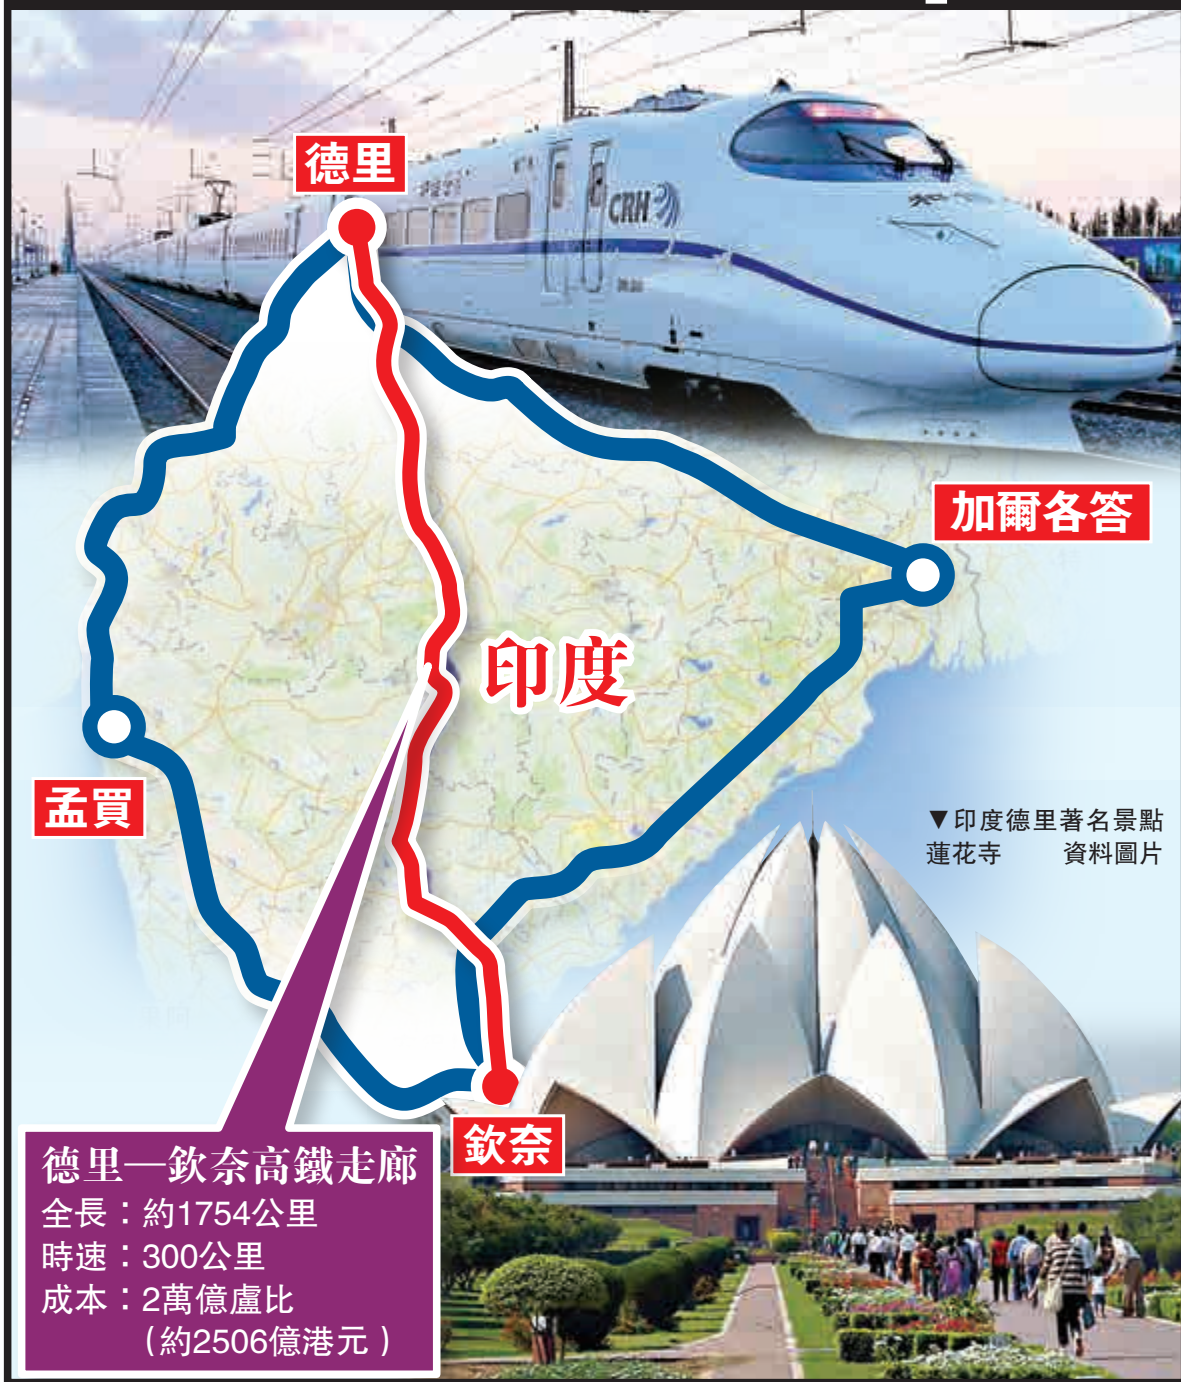 德里
CRH
加爾各答
印度
孟買
▼印度德里著名景點
蓮花寺 資料圖片
欽奈
德里—欽奈高鐵走廊
全長：約1754公里
時速：300公里
成本：2萬億盧比
（約2506億港元）